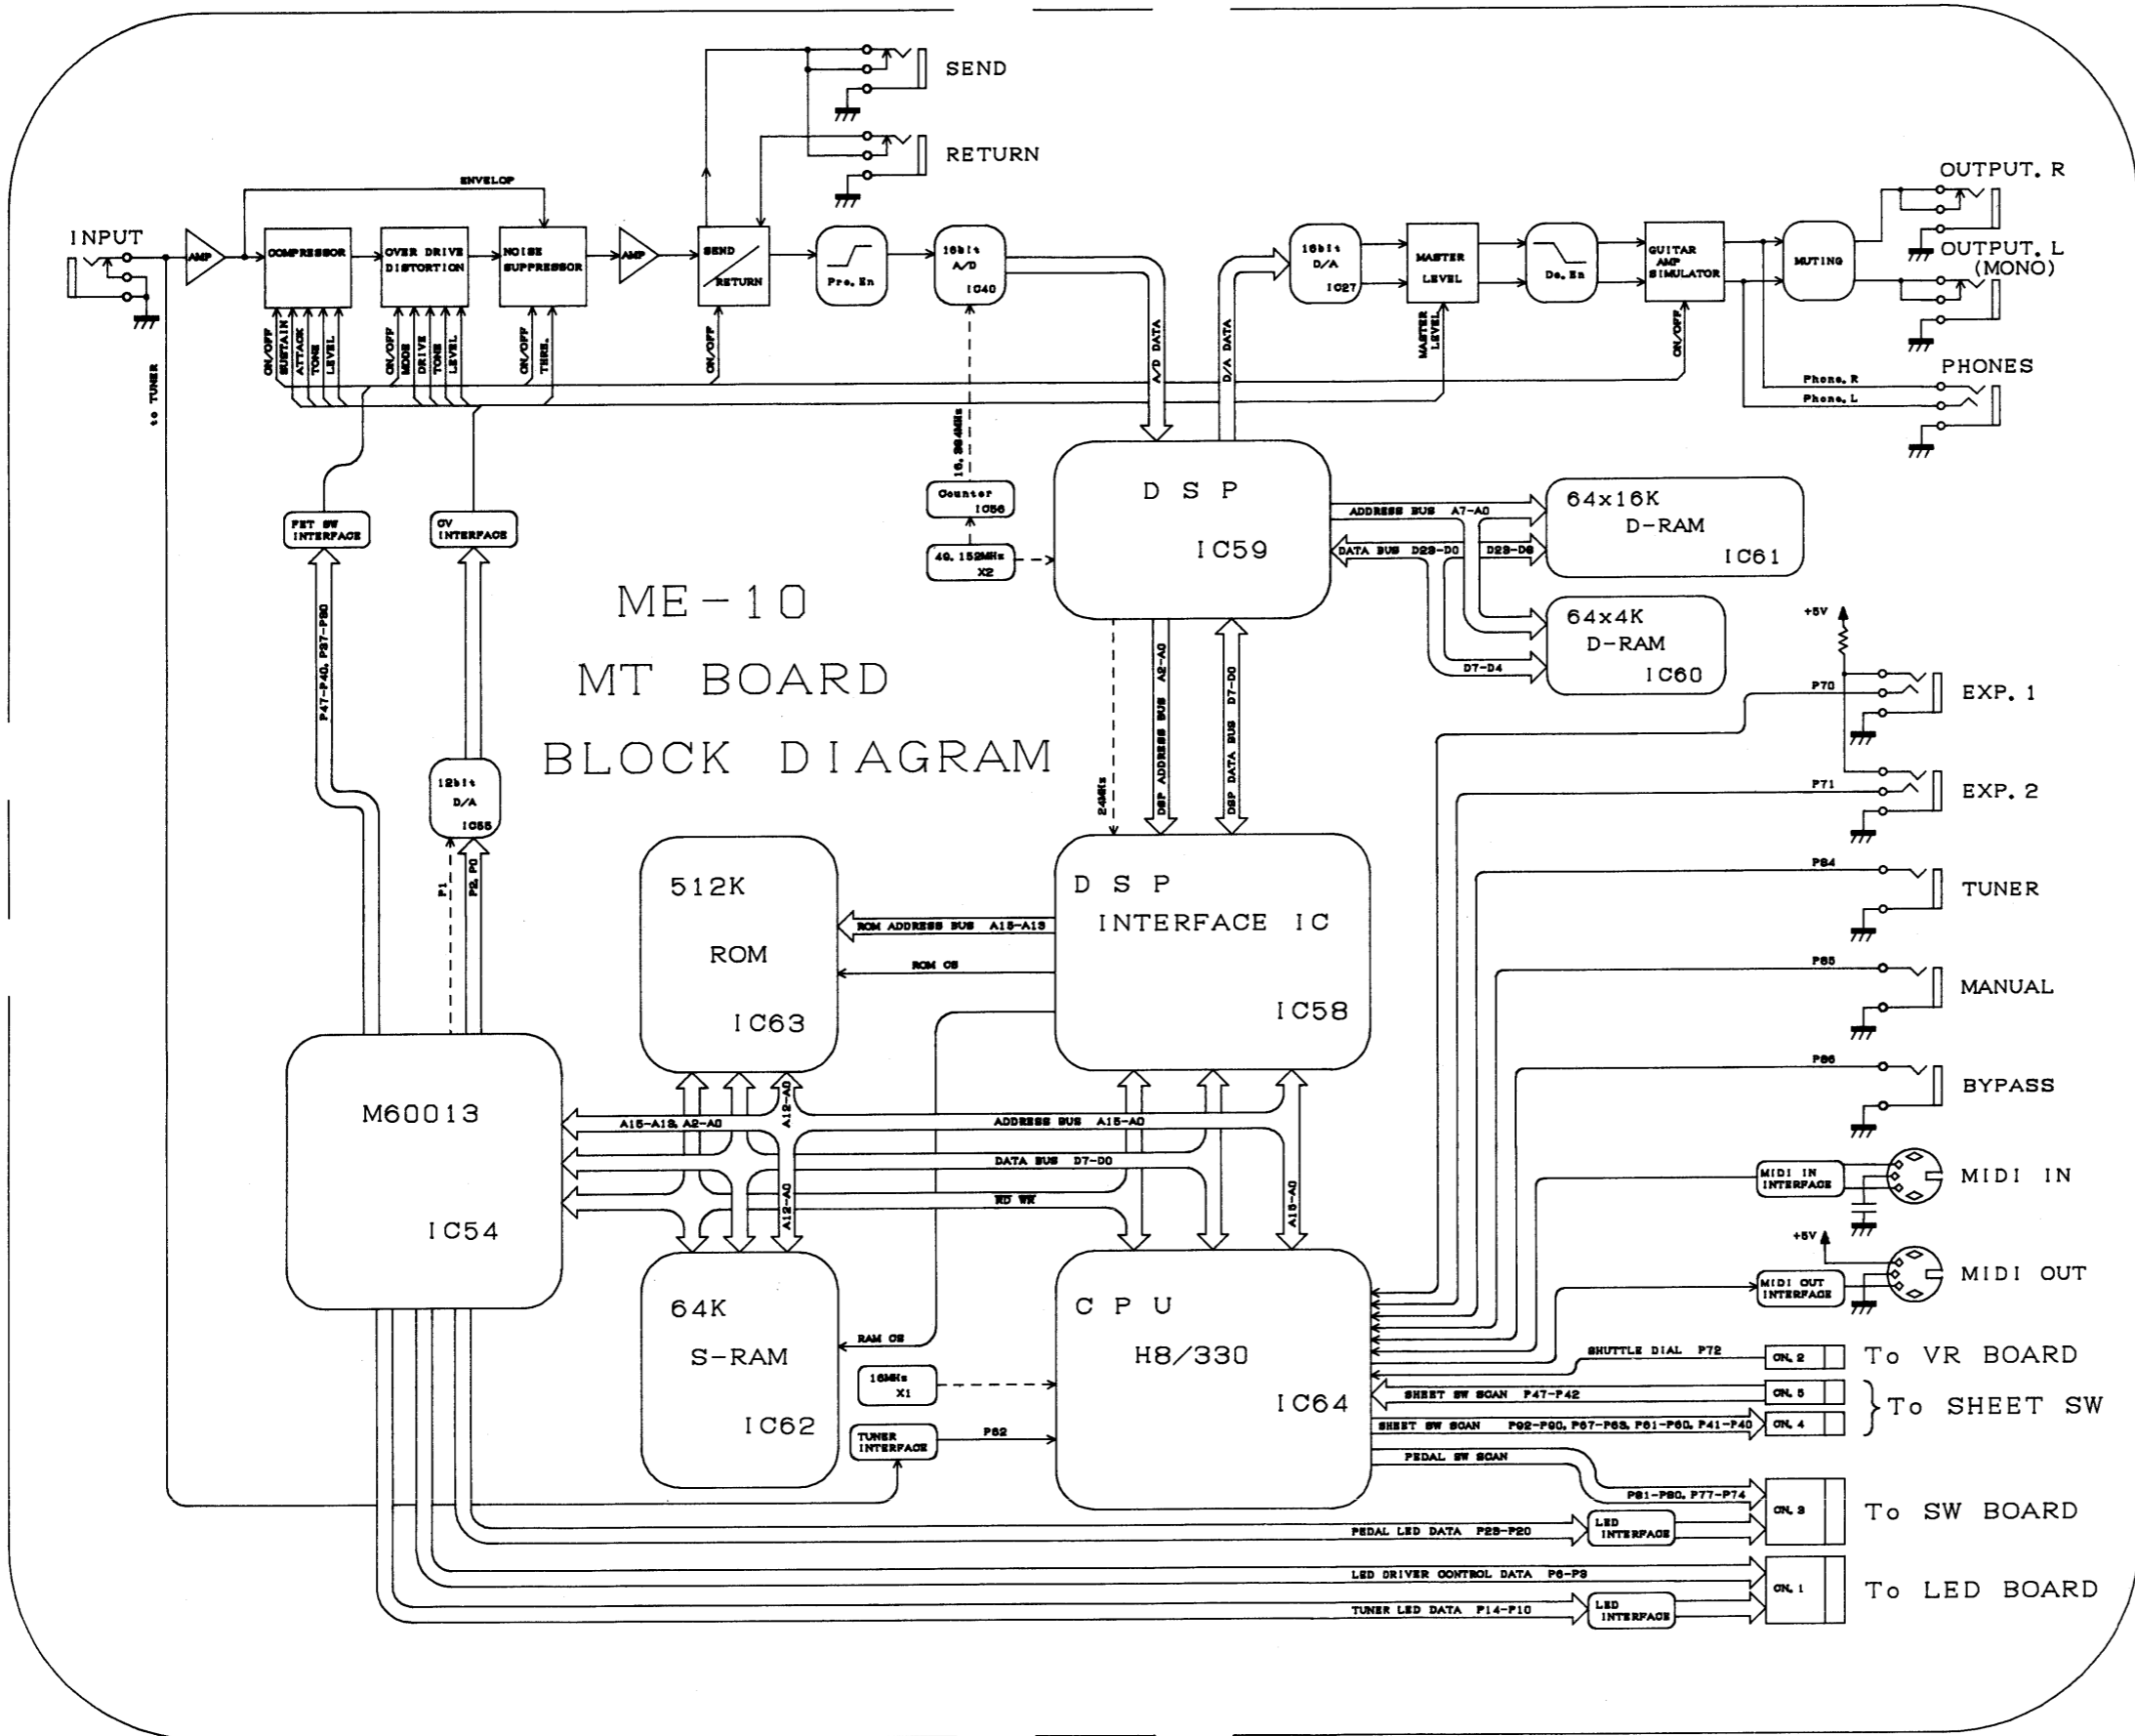 SEND
RETURN
ENVELOP
INPUT
AMP
COMPRESSOR
OVER DRIVE
DISTORTION
NOISE
SUPPRESSOR
AMP
SEND
RETURN
Pre.En
16bit
A/D
IC40
16bit
D/A
IC27
MASTER
LEVEL
De.En
GUITAR
AMP
SIMULATOR
MUTING
OUTPUT.R
OUTPUT.L
(MONO)
PHONES
Phone.R
Phone.L
ON/OFF
SUSTAIN
ATTACK
TONE
LEVEL
ON/OFF
MODE
DRIVE
TONE
LEVEL
ON/OFF
THRE.
ON/OFF
MASTER
LEVEL
ON/OFF
to TUNER
A/D DATA
D/A DATA
16.384MHz
Counter
IC56
49.152MHz
X2
FET SW
INTERFACE
CV
INTERFACE
DSP
IC59
ADDRESS BUS A7-A0
DATA BUS D23-D0
D23-D8
64x16K
D-RAM
IC61
64x4K
D-RAM
IC60
D7-D4
ME-10
MT BOARD
BLOCK DIAGRAM
P47-P40, P37-P30
12bit
D/A
IC55
P1
P2, P0
24MHz
DSP ADDRESS BUS A2-A0
DSP DATA BUS D7-D0
+5V
P70
EXP.1
P71
EXP.2
P84
TUNER
P85
MANUAL
P86
BYPASS
512K
ROM
IC63
ROM ADDRESS BUS A15-A13
ROM CS
DSP
INTERFACE IC
IC58
M60013
IC54
A15-A13, A2-A0
A12-A0
ADDRESS BUS A15-A0
DATA BUS D7-D0
RD WR
A12-A0
A15-A0
MIDI IN
INTERFACE
MIDI IN
+5V
MIDI OUT
INTERFACE
MIDI OUT
64K
S-RAM
IC62
RAM CS
16MHz
X1
TUNER
INTERFACE
P62
CPU
H8/330
IC64
SHUTTLE DIAL P72
CN.2
To VR BOARD
SHEET SW SCAN P47-P42
CN.5
SHEET SW SCAN P92-P90, P67-P63, P61-P60, P41-P40
CN.4
To SHEET SW
PEDAL SW SCAN
P81-P80, P77-P74
CN.3
To SW BOARD
PEDAL LED DATA P23-P20
LED
INTERFACE
LED DRIVER CONTROL DATA P6-P3
CN.1
To LED BOARD
TUNER LED DATA P14-P10
LED
INTERFACE